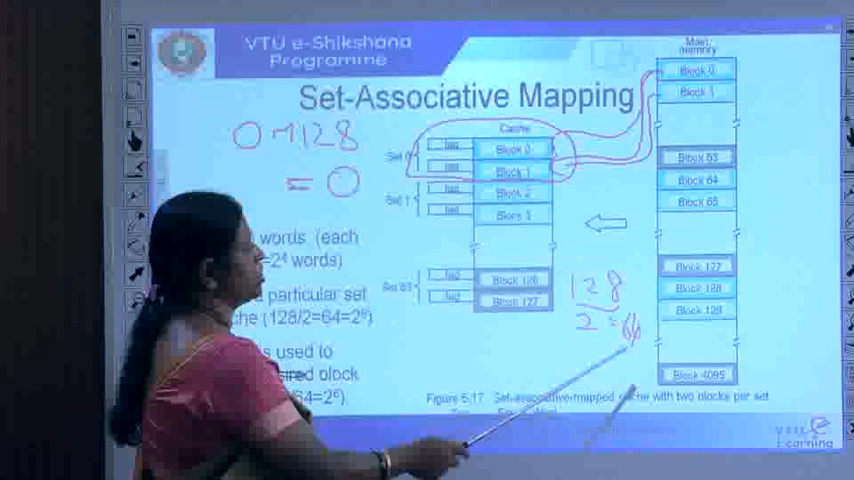 VTU e-Shikshana
Programme
Set-Associative Mapping
0 M 128
= 0
words (each
=2⁴ words)
particular set
che (128/2=64=2⁶)
s used to
desired block
64=2⁶)
Cache
Set 0
tag
Block 0
tag
Block 1
Set 1
tag
Block 2
tag
Block 3
Set 63
tag
Block 126
tag
Block 127
Main
memory
Block 0
Block 1
Block 63
Block 64
Block 65
Block 127
Block 128
Block 129
Block 4095
128
2 = 64
Figure 5.17 Set-associative-mapped cache with two blocks per set
VTU e
Learning